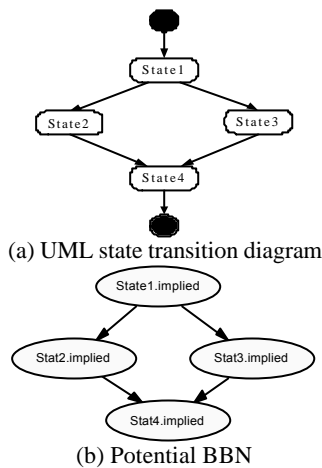 State1
State2
State3
State4
(a) UML state transition diagram
State1.implied
Stat2.implied
Stat3.implied
Stat4.implied
(b) Potential BBN